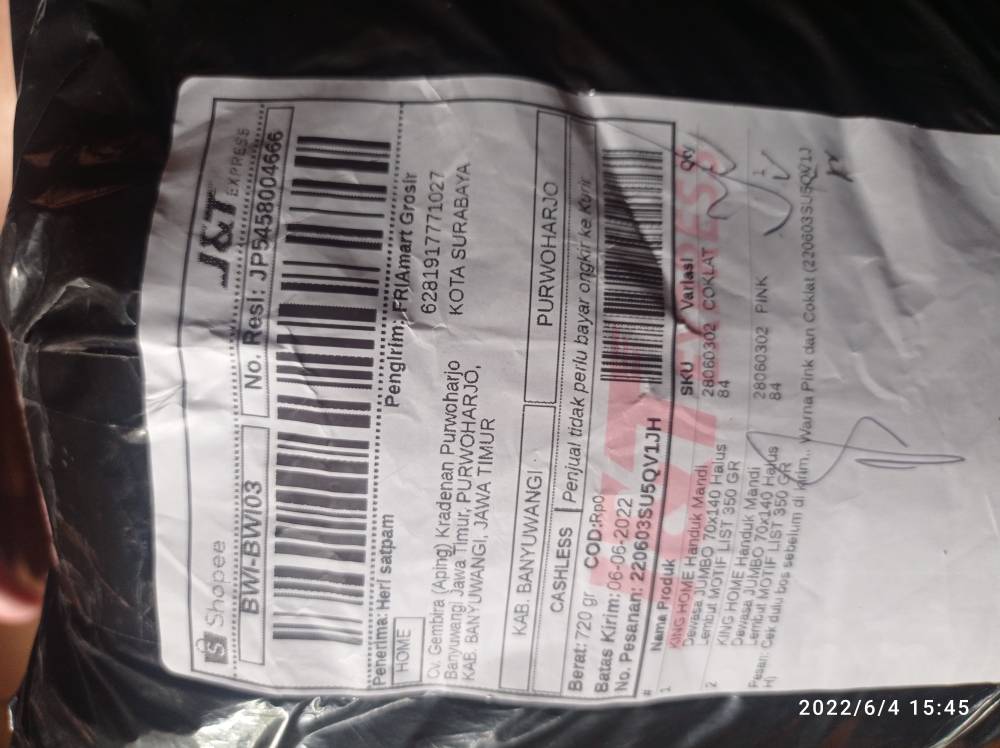 Shopee
J&T EXPRESS
BWI-BWI03
No. Resi: JP5458004666
Penerima: Heri satpam
Pengirim: FRIAmart Grosir
HOME
6281917771027
Cv. Gembira (Aping) Kradenan Purwoharjo
Banyuwangi Jawa Timur, PURWOHARJO,
KAB. BANYUWANGI, JAWA TIMUR
KOTA SURABAYA
KAB. BANYUWANGI
PURWOHARJO
CASHLESS
Penjual tidak perlu bayar ongkir ke Kurir
Berat: 720 gr COD:Rp0
Batas Kirim: 06-06-2022
No. Pesanan: 220603SU5QV1JH
# Nama Produk SKU Variasi Qty
1 KING HOME Handuk Mandi 28060302 COKLAT
Dewasa JUMBO 70x140 Halus 84
Lembut MOTIF LIST 350 GR
2 KING HOME Handuk Mandi 28060302 PINK 1
Dewasa JUMBO 70x140 Halus 84
Lembut MOTIF LIST 350 GR
Pesan: Cek dulu bos sebelum di kirim.. Warna Pink dan Coklat (220603SU5QV1J
H)
2022/6/4 15:45